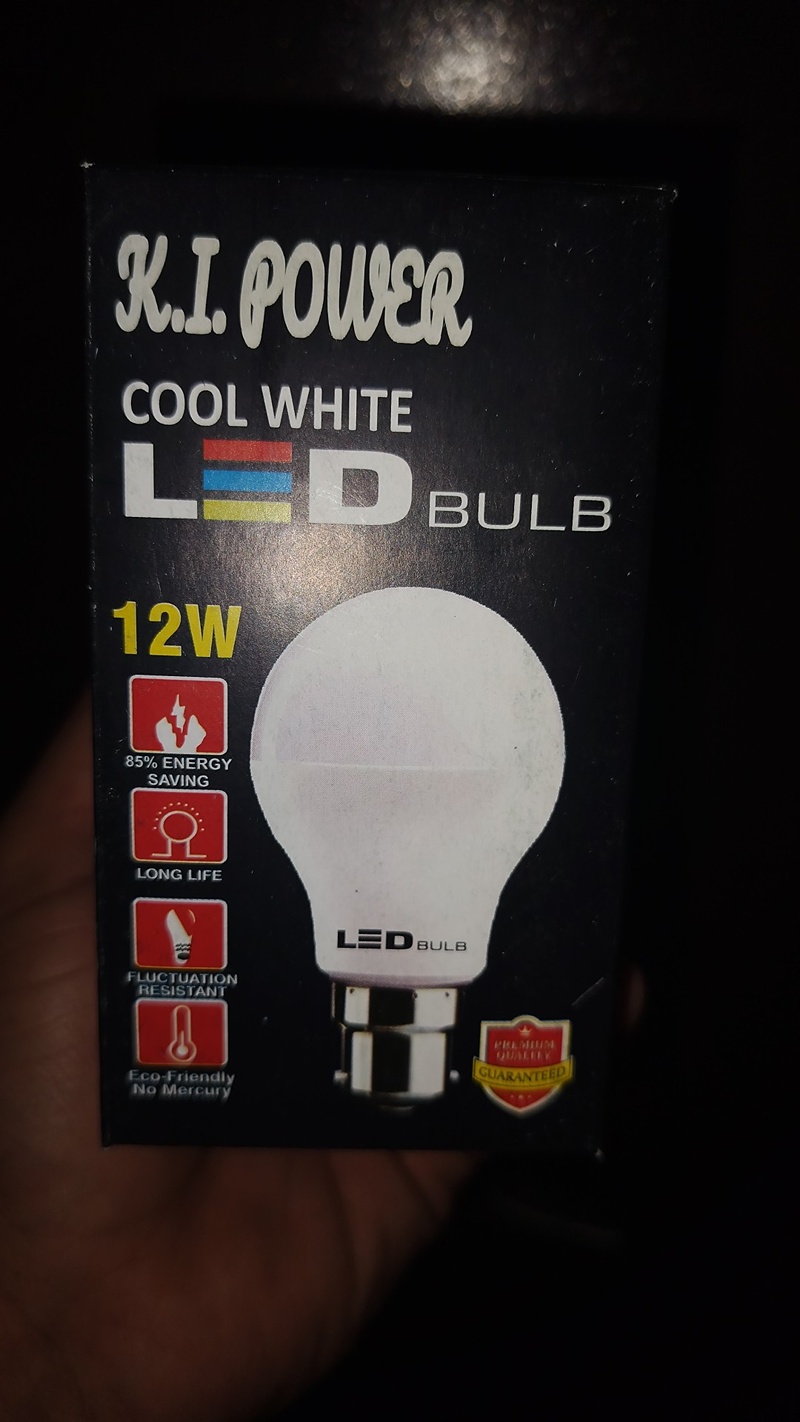 K.I. POWER
COOL WHITE
LED BULB
12W
85% ENERGY
SAVING
LONG LIFE
FLUCTUATION
RESISTANT
Eco-Friendly
No Mercury
LED BULB
PREMIUM
QUALITY
GUARANTEED